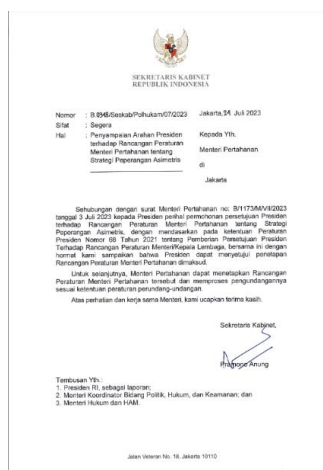 SEKRETARIS KABINET
REPUBLIK INDONESIA
Nomor : B.0945/Seskab/Polhukam/07/2023
Jakarta, 24 Juli 2023
Sifat : Segera
Hal : Penyampaian Arahan Presiden
terhadap Rancangan Peraturan
Menteri Pertahanan tentang
Strategi Peperangan Asimetris
Kepada Yth.
Menteri Pertahanan
di
Jakarta
Sehubungan dengan surat Menteri Pertahanan no: B/1173/M/VII/2023
tanggal 3 Juli 2023 kepada Presiden perihal permohonan persetujuan Presiden
terhadap Rancangan Peraturan Menteri Pertahanan tentang Strategi
Peperangan Asimetris, dengan mendasarkan pada ketentuan Peraturan
Presiden Nomor 68 Tahun 2021 tentang Pemberian Persetujuan Presiden
Terhadap Rancangan Peraturan Menteri/Kepala Lembaga, bersama ini dengan
hormat kami sampaikan bahwa Presiden dapat menyetujui penetapan
Rancangan Peraturan Menteri Pertahanan dimaksud.
Untuk selanjutnya, Menteri Pertahanan dapat menetapkan Rancangan
Peraturan Menteri Pertahanan tersebut dan memproses pengundangannya
sesuai ketentuan peraturan perundang-undangan.
Atas perhatian dan kerja sama Menteri, kami ucapkan terima kasih.
Sekretaris Kabinet,
Pramono Anung
Tembusan Yth.:
1. Presiden RI, sebagai laporan;
2. Menteri Koordinator Bidang Politik, Hukum, dan Keamanan; dan
3. Menteri Hukum dan HAM.
Jalan Veteran No. 18, Jakarta 10110